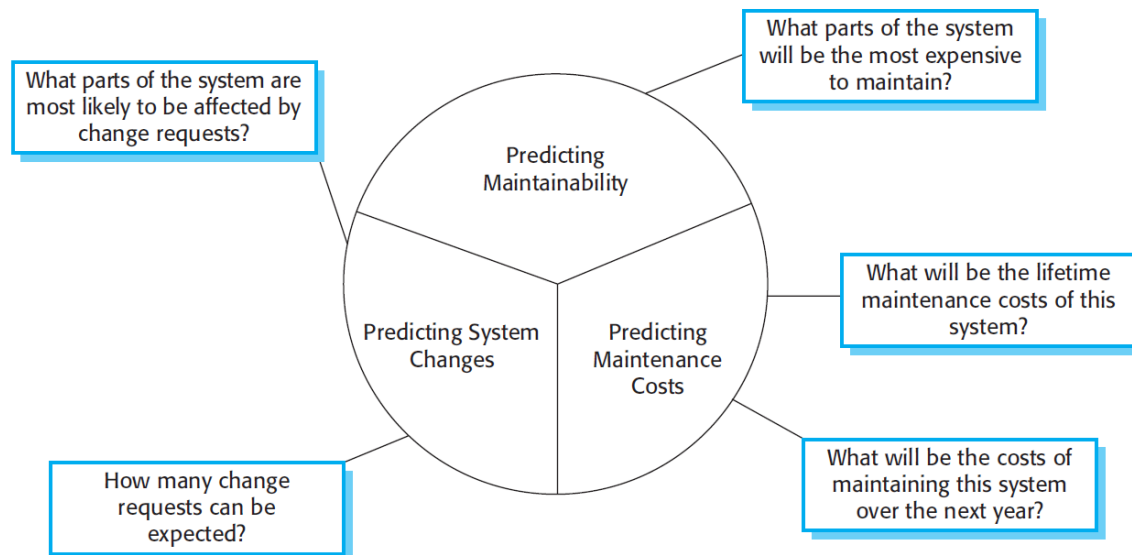 What parts of the system are
most likely to be affected by
change requests?
What parts of the system
will be the most expensive
to maintain?
Predicting
Maintainability
What will be the lifetime
maintenance costs of this
system?
Predicting System
Changes
Predicting
Maintenance
Costs
How many change
requests can be
expected?
What will be the costs of
maintaining this system
over the next year?